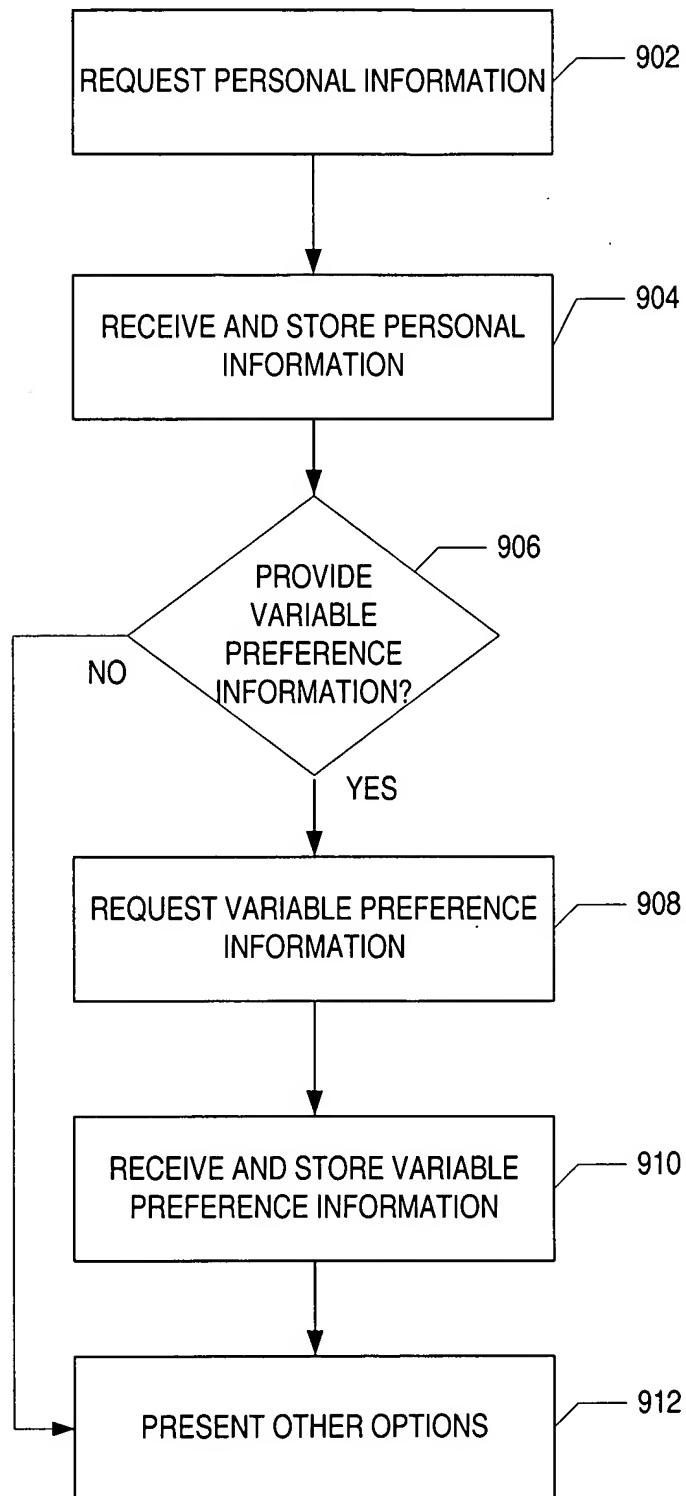 REQUEST PERSONAL INFORMATION
902
RECEIVE AND STORE PERSONAL
INFORMATION
904
PROVIDE
VARIABLE
PREFERENCE
INFORMATION?
906
NO
YES
REQUEST VARIABLE PREFERENCE
INFORMATION
908
RECEIVE AND STORE VARIABLE
PREFERENCE INFORMATION
910
PRESENT OTHER OPTIONS
912